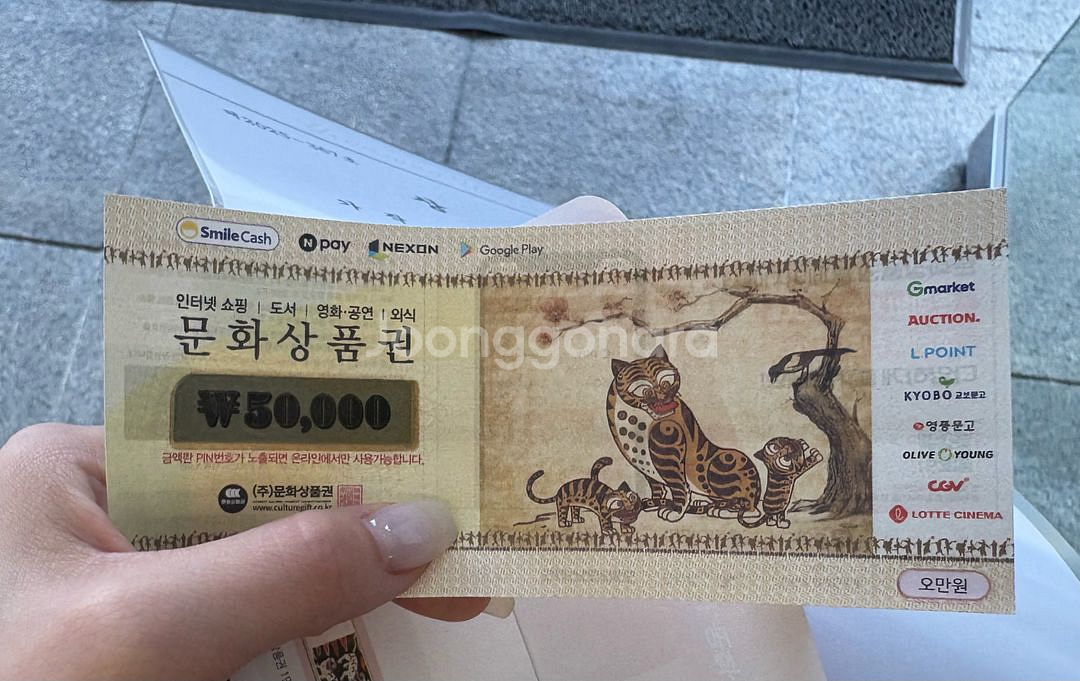 Smile Cash
N pay
NEXON
Google Play
인터넷 쇼핑 | 도서 | 영화·공연 | 외식
문화상품권
₩50,000
금액란 PIN번호가 노출되면 온라인에서만 사용가능합니다.
(주)문화상품권
www.culturegift.co.kr
joonggonara
Gmarket
AUCTION.
L.POINT
KYOBO 교보문고
영풍문고
OLIVE YOUNG
CGV
LOTTE CINEMA
오만원